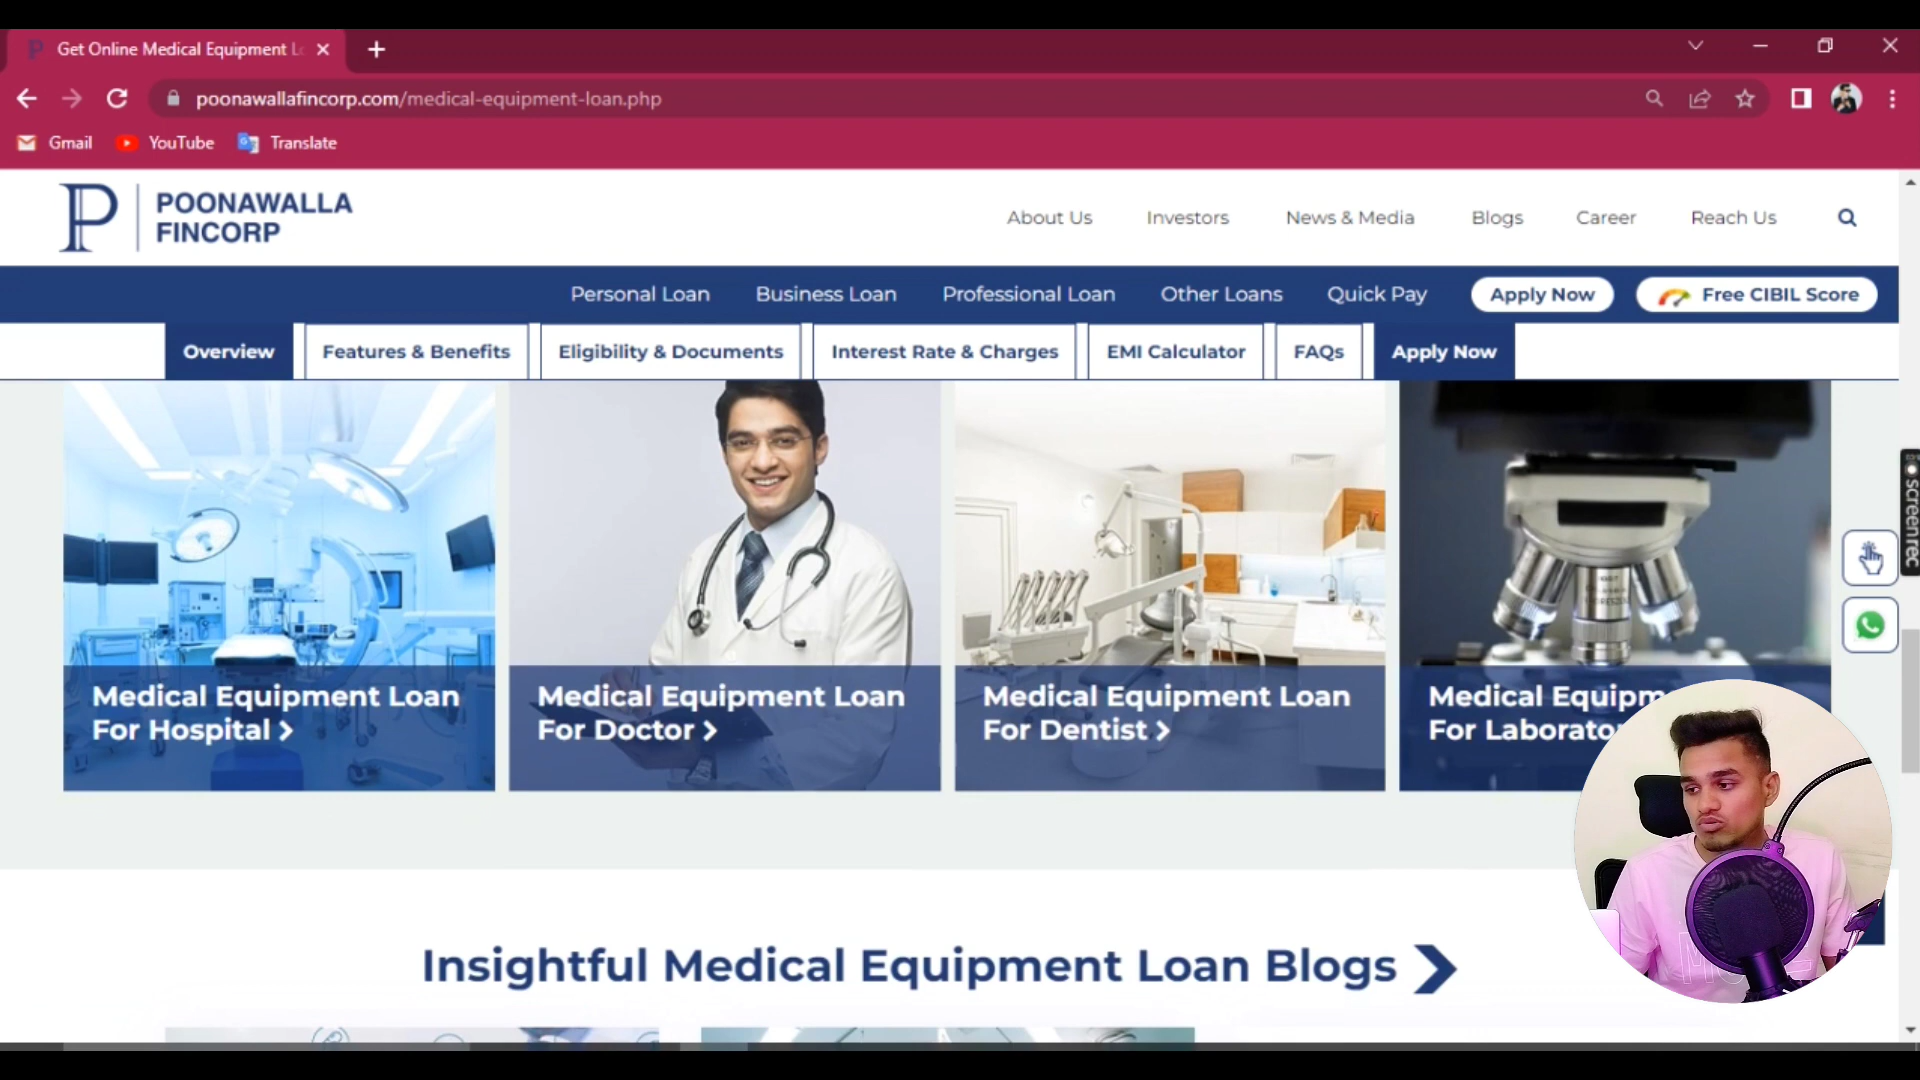 Get Online Medical Equipment L
poonawallafincorp.com/medical-equipment-loan.php
Gmail YouTube Translate
P POONAWALLA
FINCORP
About Us Investors News & Media Blogs Career Reach Us
Personal Loan Business Loan Professional Loan Other Loans Quick Pay Apply Now Free CIBIL Score
Overview Features & Benefits Eligibility & Documents Interest Rate & Charges EMI Calculator FAQs Apply Now
screenrec
Medical Equipment Loan
For Hospital >
Medical Equipment Loan
For Doctor >
Medical Equipment Loan
For Dentist >
Medical Equipm
For Laborato
Insightful Medical Equipment Loan Blogs >